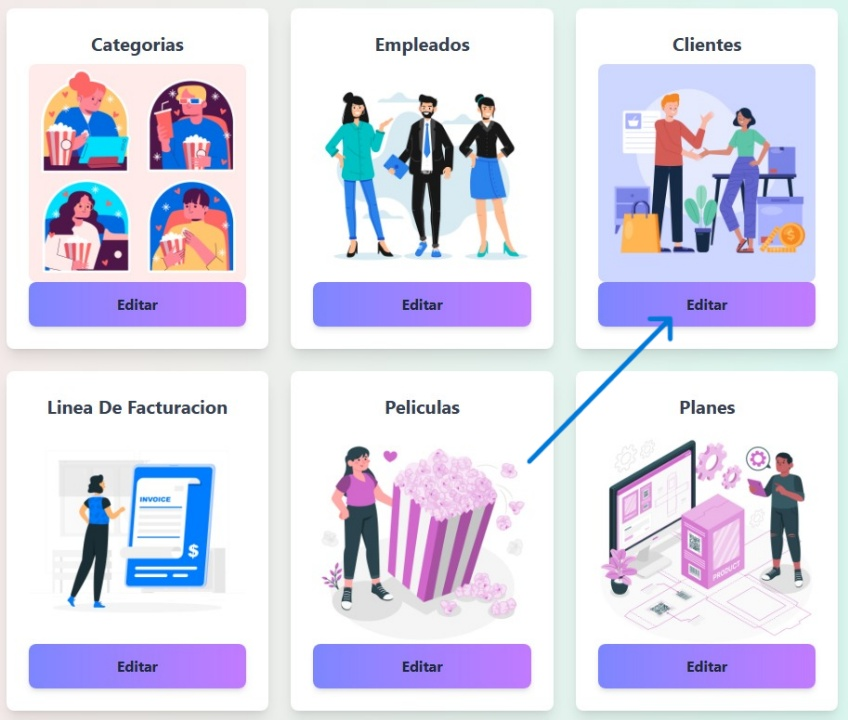 Categorias
Empleados
Clientes
Editar
Editar
Editar
Linea De Facturacion
Peliculas
Planes
INVOICE
$
$
PRODUCT
Editar
Editar
Editar